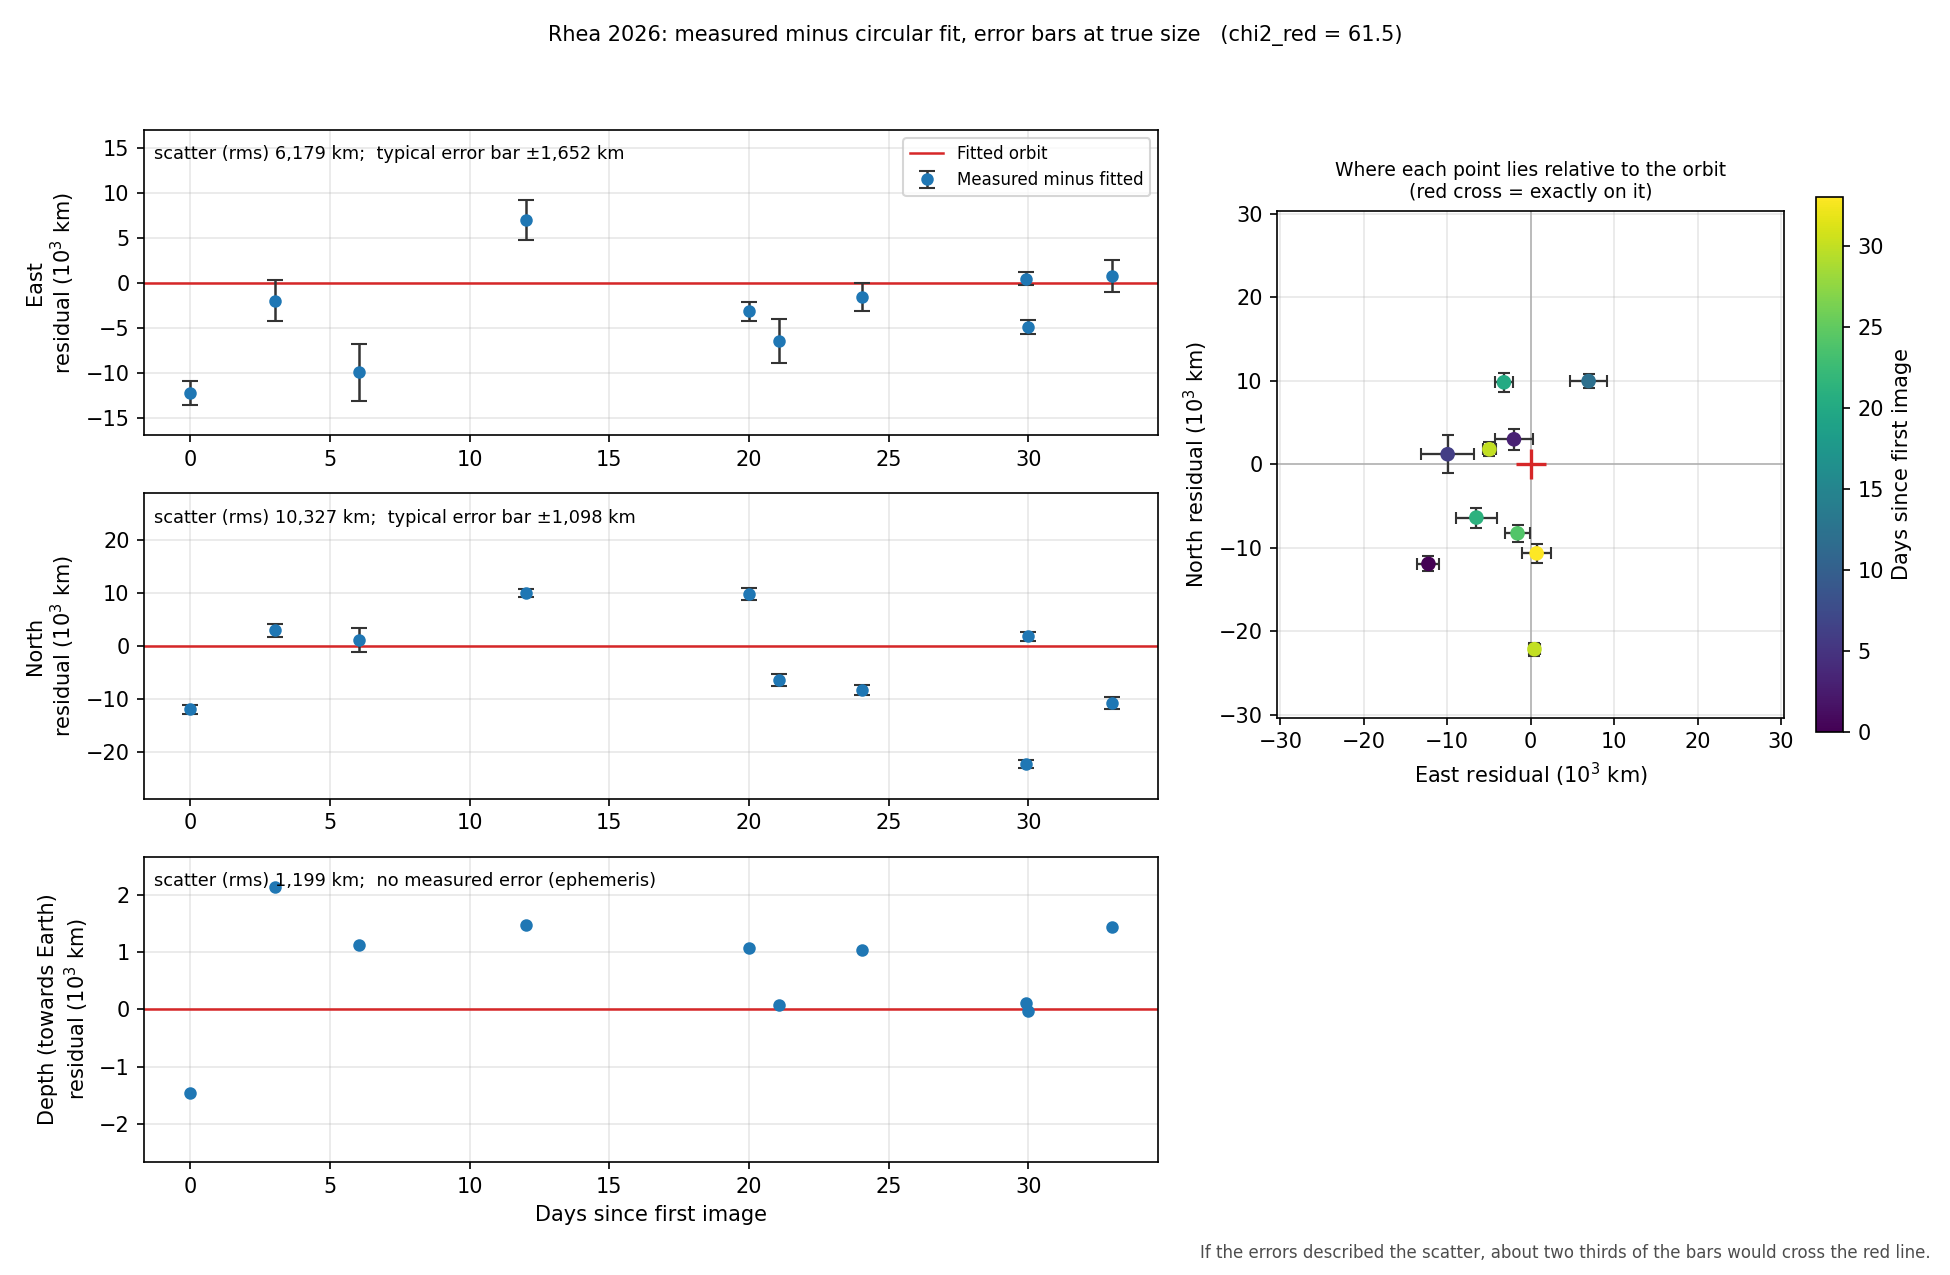 Rhea 2026: measured minus circular fit, error bars at true size (chi2_red = 61.5)
scatter (rms) 6,179 km; typical error bar ±1,652 km
Fitted orbit
Measured minus fitted
East
residual (10³ km)
15
10
5
0
−5
−10
−15
0 5 10 15 20 25 30
scatter (rms) 10,327 km; typical error bar ±1,098 km
North
residual (10³ km)
20
10
0
−10
−20
0 5 10 15 20 25 30
scatter (rms) 1,199 km; no measured error (ephemeris)
Depth (towards Earth)
residual (10³ km)
2
1
0
−1
−2
0 5 10 15 20 25 30
Days since first image
Where each point lies relative to the orbit
(red cross = exactly on it)
North residual (10³ km)
30
20
10
0
−10
−20
−30
−30 −20 −10 0 10 20 30
East residual (10³ km)
30
25
20
15
10
5
0
Days since first image
If the errors described the scatter, about two thirds of the bars would cross the red line.